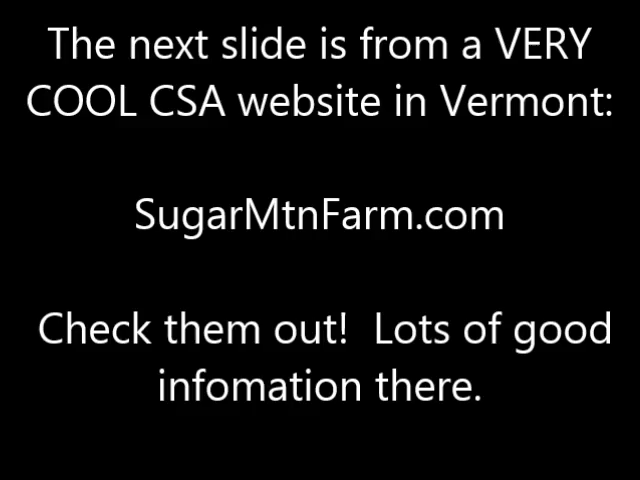 The next slide is from a VERY
COOL CSA website in Vermont:
SugarMtnFarm.com
Check them out!  Lots of good
infomation there.